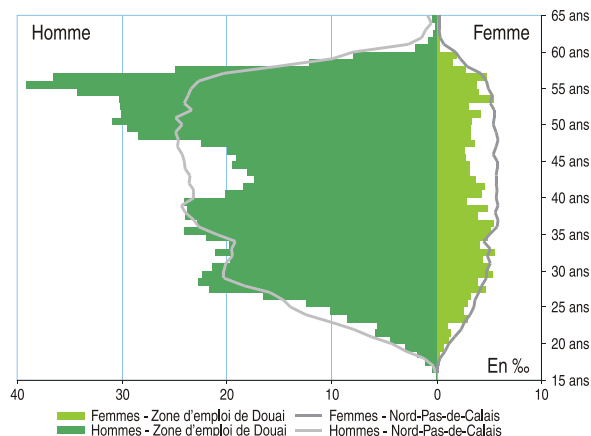 Homme
Femme
65 ans
60 ans
55 ans
50 ans
45 ans
40 ans
35 ans
30 ans
25 ans
20 ans
15 ans
En ‰
40 30 20 10 0 10
Femmes - Zone d'emploi de Douai Femmes - Nord-Pas-de-Calais
Hommes - Zone d'emploi de Douai Hommes - Nord-Pas-de-Calais